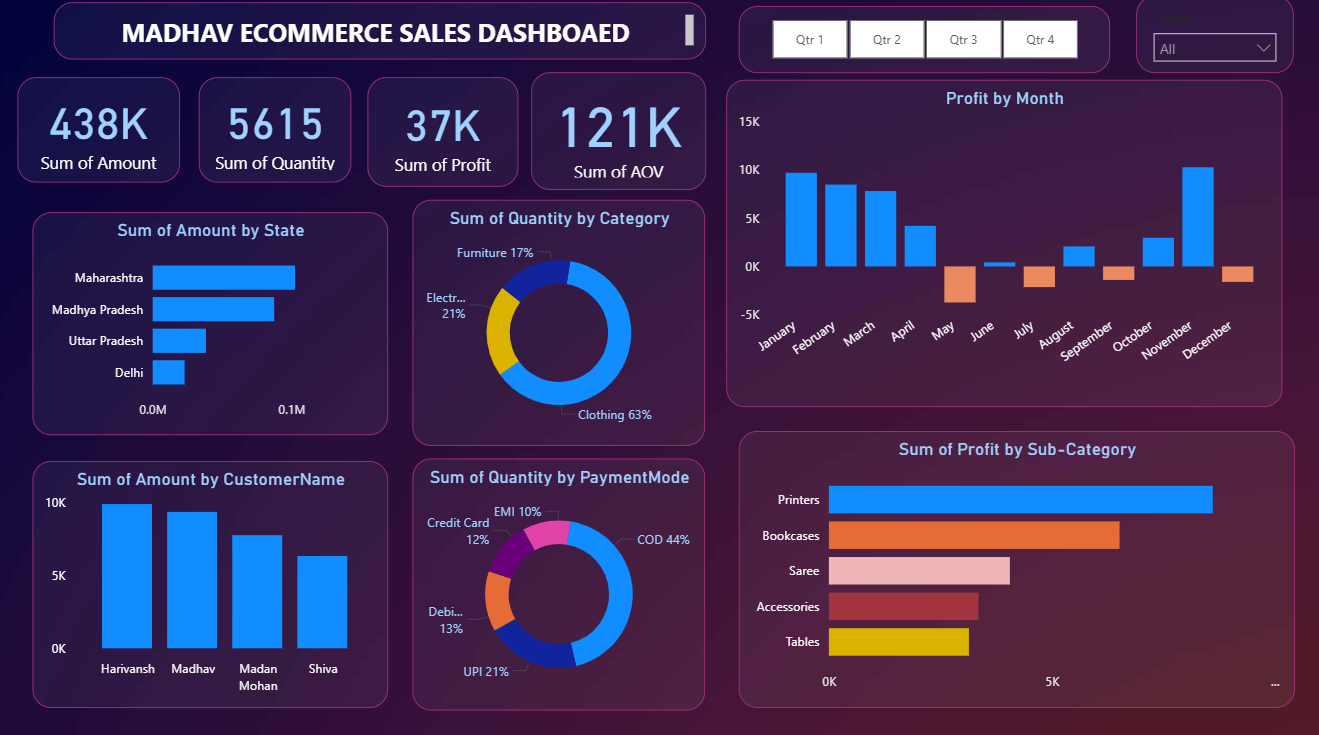 MADHAV ECOMMERCE SALES DASHBOAED
Qtr 1
Qtr 2
Qtr 3
Qtr 4
All
438K
Sum of Amount
5615
Sum of Quantity
37K
Sum of Profit
121K
Sum of AOV
Profit by Month
15K
10K
5K
0K
-5K
January
February
March
April
May
June
July
August
September
October
November
December
Sum of Amount by State
Maharashtra
Madhya Pradesh
Uttar Pradesh
Delhi
0.0M
0.1M
Sum of Quantity by Category
Furniture 17%
Electr...
21%
Clothing 63%
Sum of Amount by CustomerName
10K
5K
0K
Harivansh
Madhav
Madan
Mohan
Shiva
Sum of Quantity by PaymentMode
EMI 10%
Credit Card
12%
COD 44%
Debi...
13%
UPI 21%
Sum of Profit by Sub-Category
Printers
Bookcases
Saree
Accessories
Tables
0K
5K
...